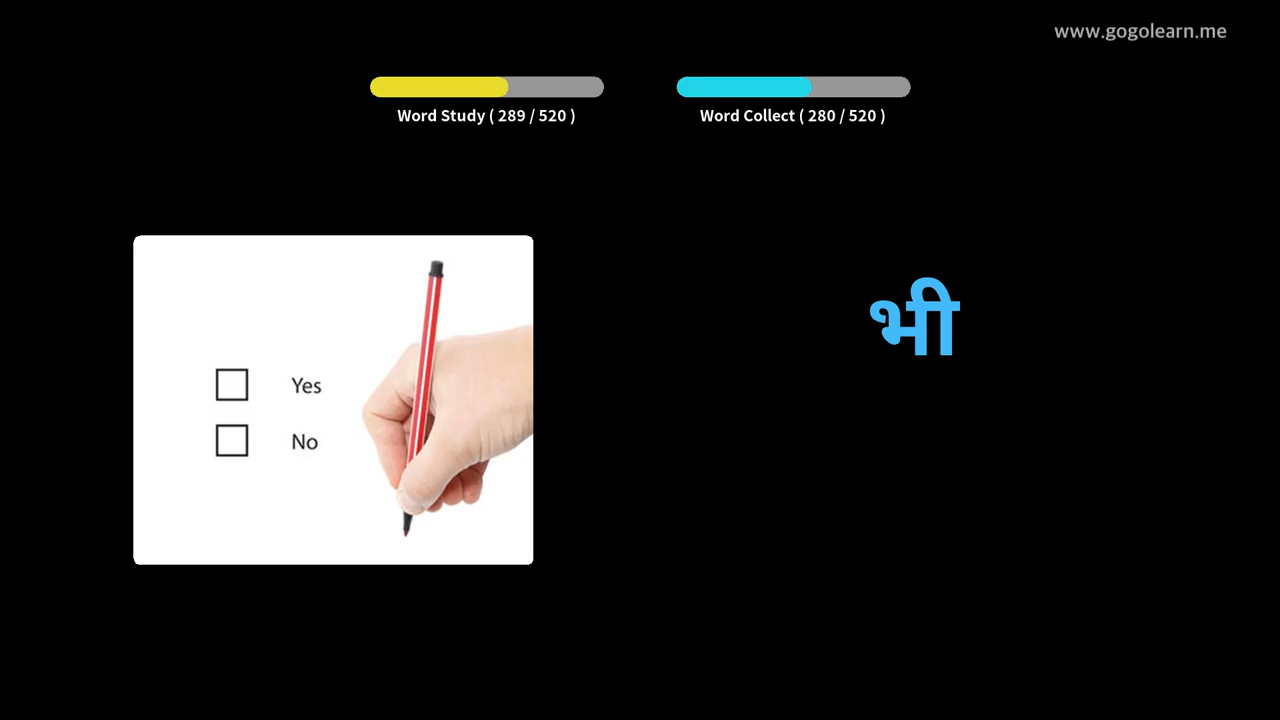 www.gogolearn.me
Word Study ( 289 / 520 )
Word Collect ( 280 / 520 )
भी
Yes
No